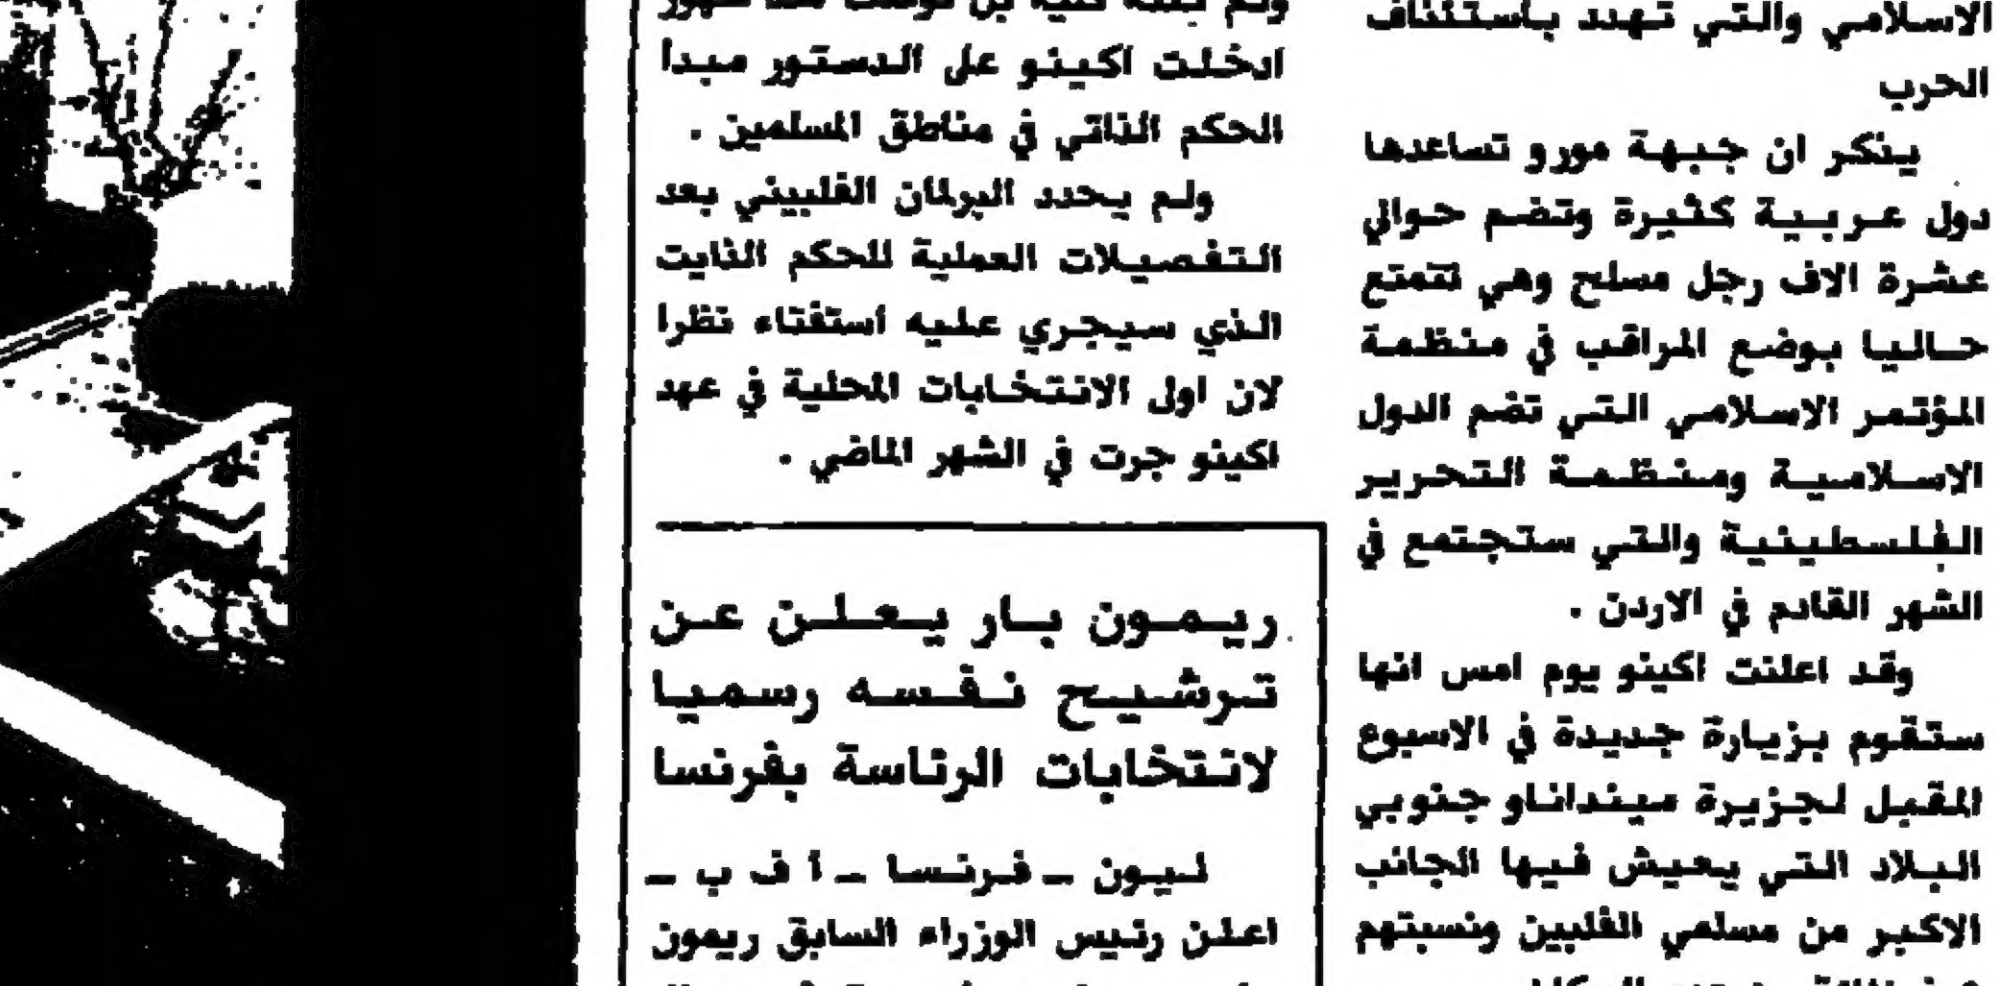 الاسلامي والتي تهدد باستئناف
الحرب
يذكر ان جبهة مورو تساعدها
دول عربية كثيرة وتضم حوالي
عشرة الاف رجل مسلح وهي تتمتع
حاليا بوضع المراقب في منظمة
المؤتمر الاسلامي التي تضم الدول
الاسلامية ومنظمة التحرير
الفلسطينية والتي ستجتمع في
الشهر القادم في الاردن .
وقد اعلنت اكينو يوم امس انها
ستقوم بزيارة جديدة في الاسبوع
المقبل لجزيرة مينداناو جنوبي
البلاد التي يعيش فيها الجانب
الاكبر من مسلمي الفلبين ونسبتهم
ادخلت اكينو على الدستور مبدا
الحكم الذاتي في مناطق المسلمين .
ولم يحدد البرلمان الفلبيني بعد
التفصيلات العملية للحكم الذايت
الذي سيجري عليه استفتاء نظرا
لان اول الانتخابات المحلية في عهد
اكينو جرت في الشهر الماضي .
ريمون بار يعلن عن
ترشيح نفسه رسميا
لانتخابات الرئاسة بفرنسا
ليون ــ فرنسا ــ أ ف ب ــ
اعلن رئيس الوزراء السابق ريمون